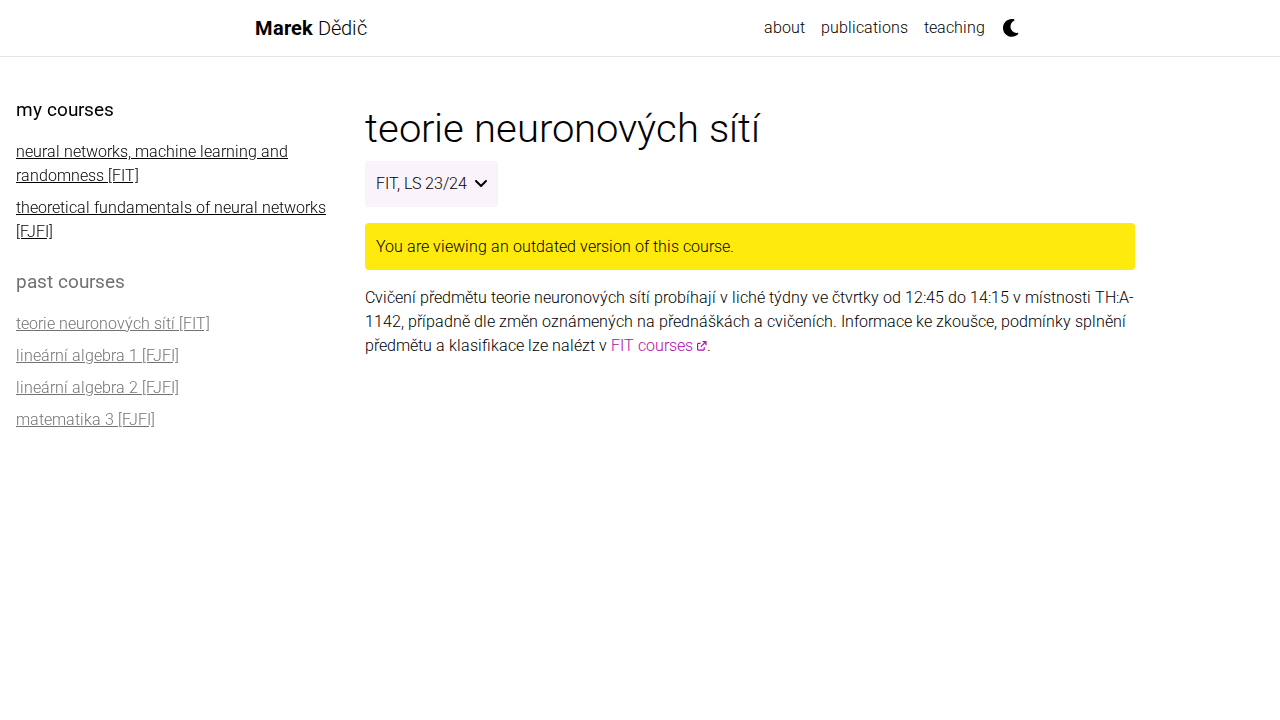 Marek Dědič
about publications teaching
my courses
neural networks, machine learning and
randomness [FIT]
theoretical fundamentals of neural networks
[FJFI]
past courses
teorie neuronových sítí [FIT]
lineární algebra 1 [FJFI]
lineární algebra 2 [FJFI]
matematika 3 [FJFI]
teorie neuronových sítí
FIT, LS 23/24
You are viewing an outdated version of this course.
Cvičení předmětu teorie neuronových sítí probíhají v liché týdny ve čtvrtky od 12:45 do 14:15 v místnosti TH:A-
1142, případně dle změn oznámených na přednáškách a cvičeních. Informace ke zkoušce, podmínky splnění
předmětu a klasifikace lze nalézt v FIT courses.